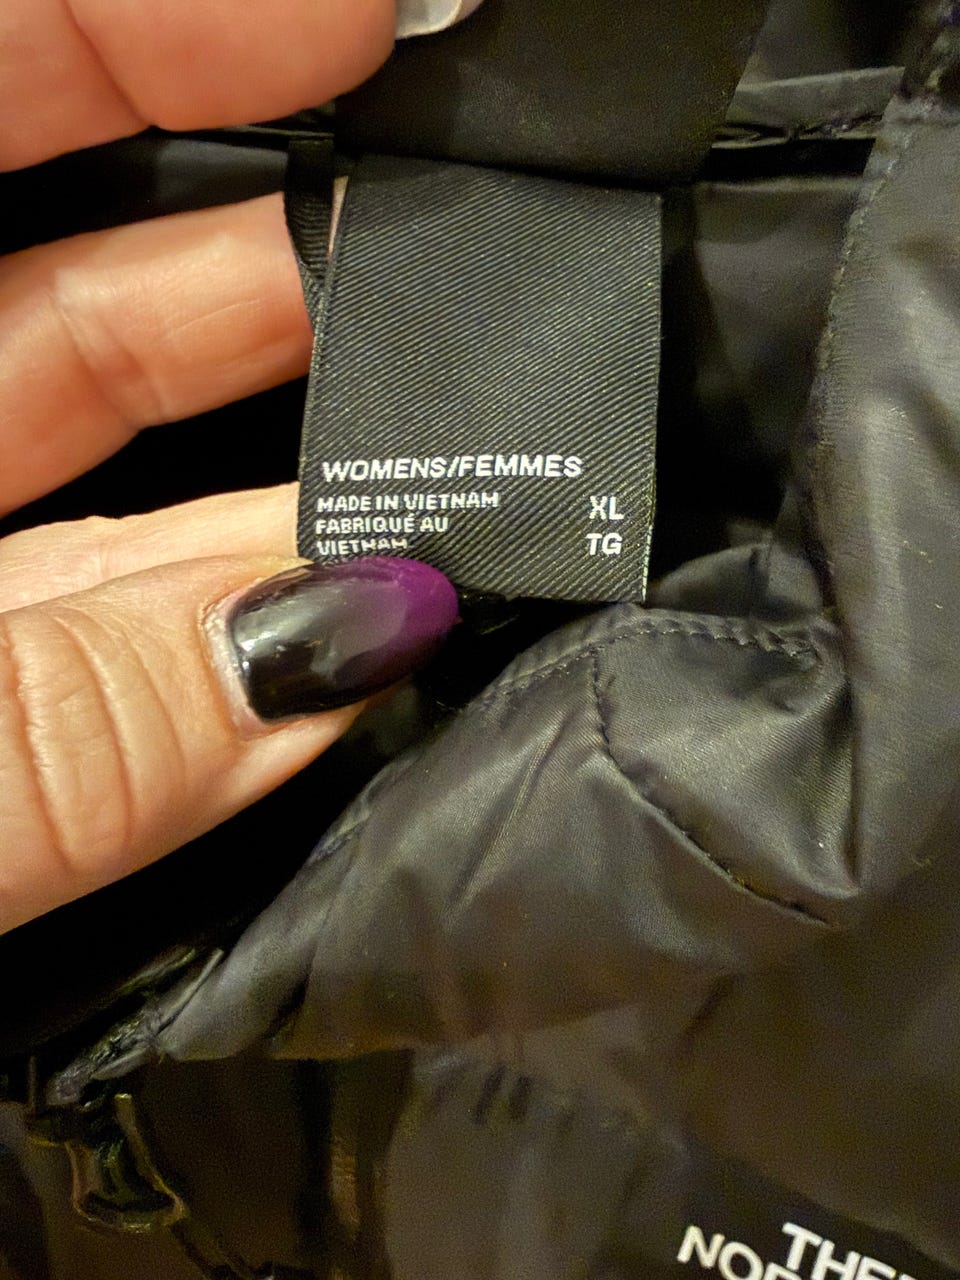 WOMENS/FEMMES
MADE IN VIETNAM
FABRIQUÉ AU
VIETNAM
XL
TG
THE
NOR